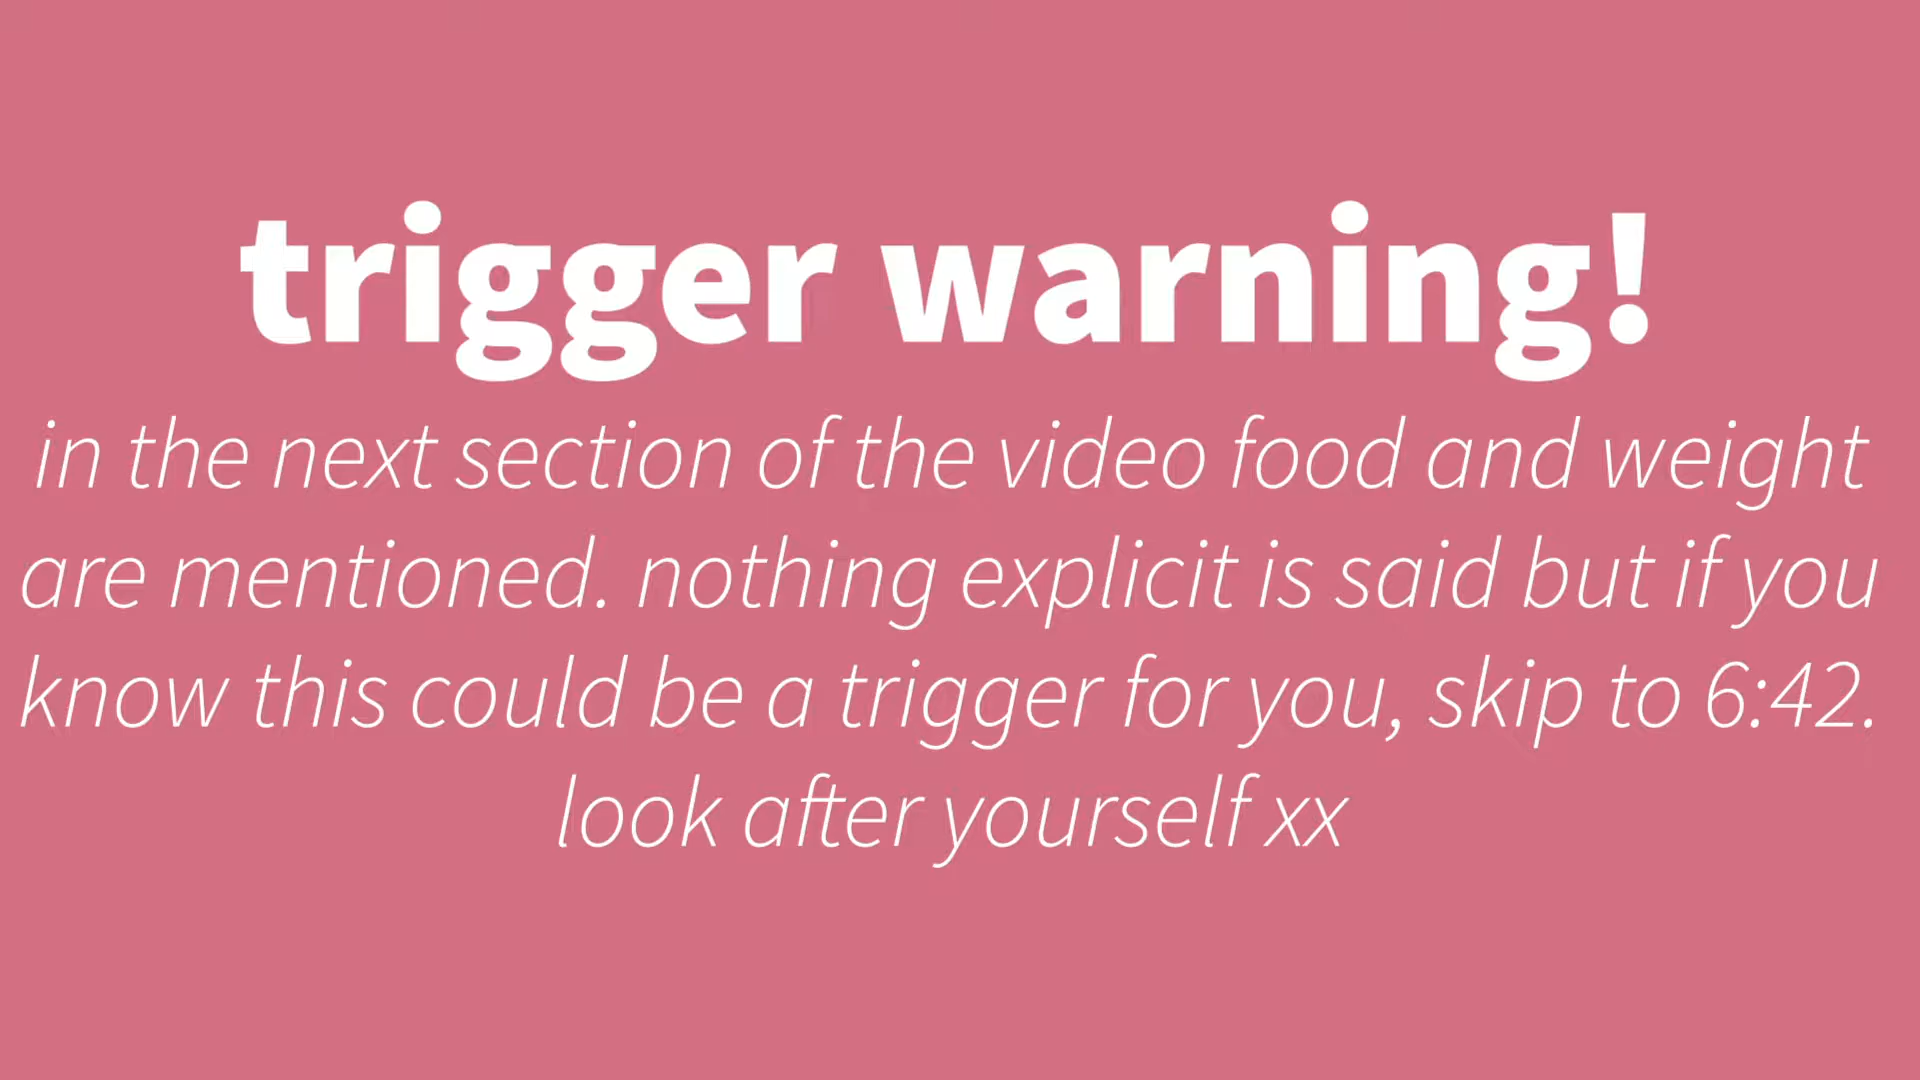 trigger warning!
in the next section of the video food and weight
are mentioned. nothing explicit is said but if you
know this could be a trigger for you, skip to 6:42.
look after yourself xx